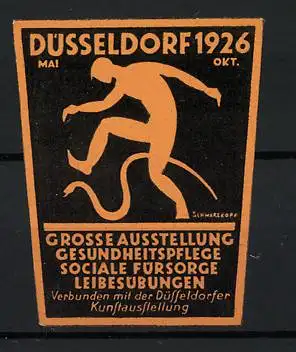 DÜSSELDORF 1926
MAI OKT.
SCHWARZKOPF
GROSSE AUSSTELLUNG
GESUNDHEITSPFLEGE
SOCIALE FÜRSORGE
LEIBESÜBUNGEN
Verbunden mit der Düſſeldorfer
Kunſtausſtellung